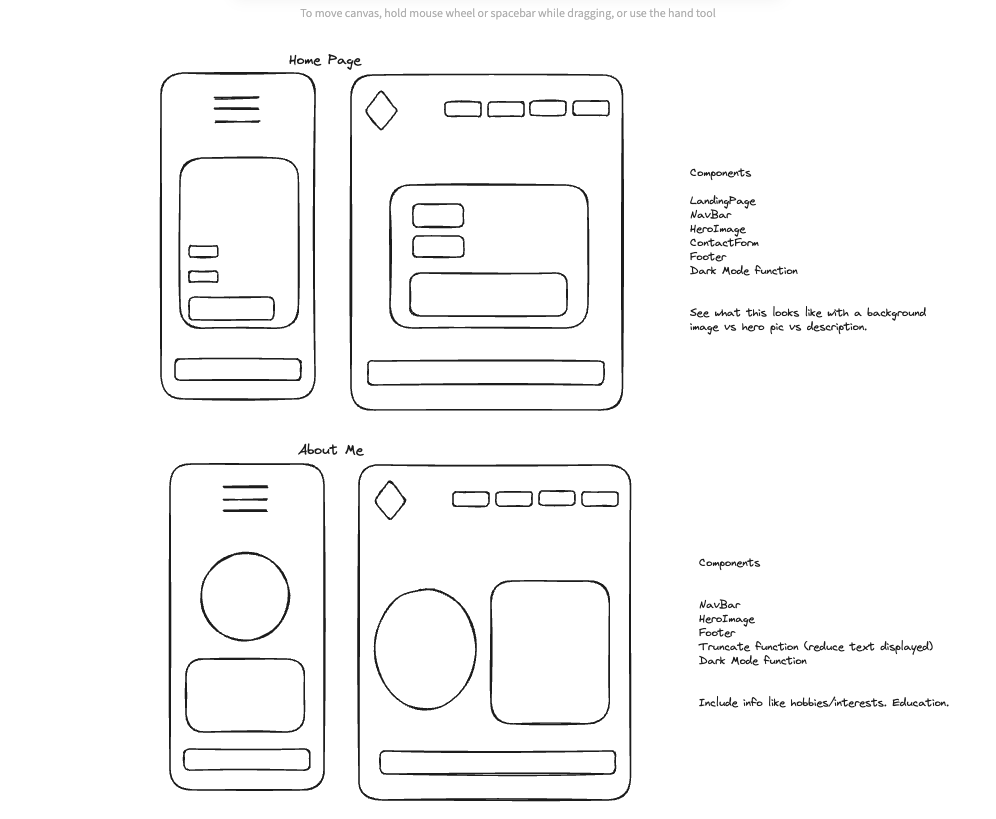 To move canvas, hold mouse wheel or spacebar while dragging, or use the hand tool
Home Page
Components
LandingPage
NavBar
HeroImage
ContactForm
Footer
Dark Mode function
See what this looks like with a background
image vs hero pic vs description.
About Me
Components
NavBar
HeroImage
Footer
Truncate function (reduce text displayed)
Dark Mode function
Include info like hobbies/interests. Education.